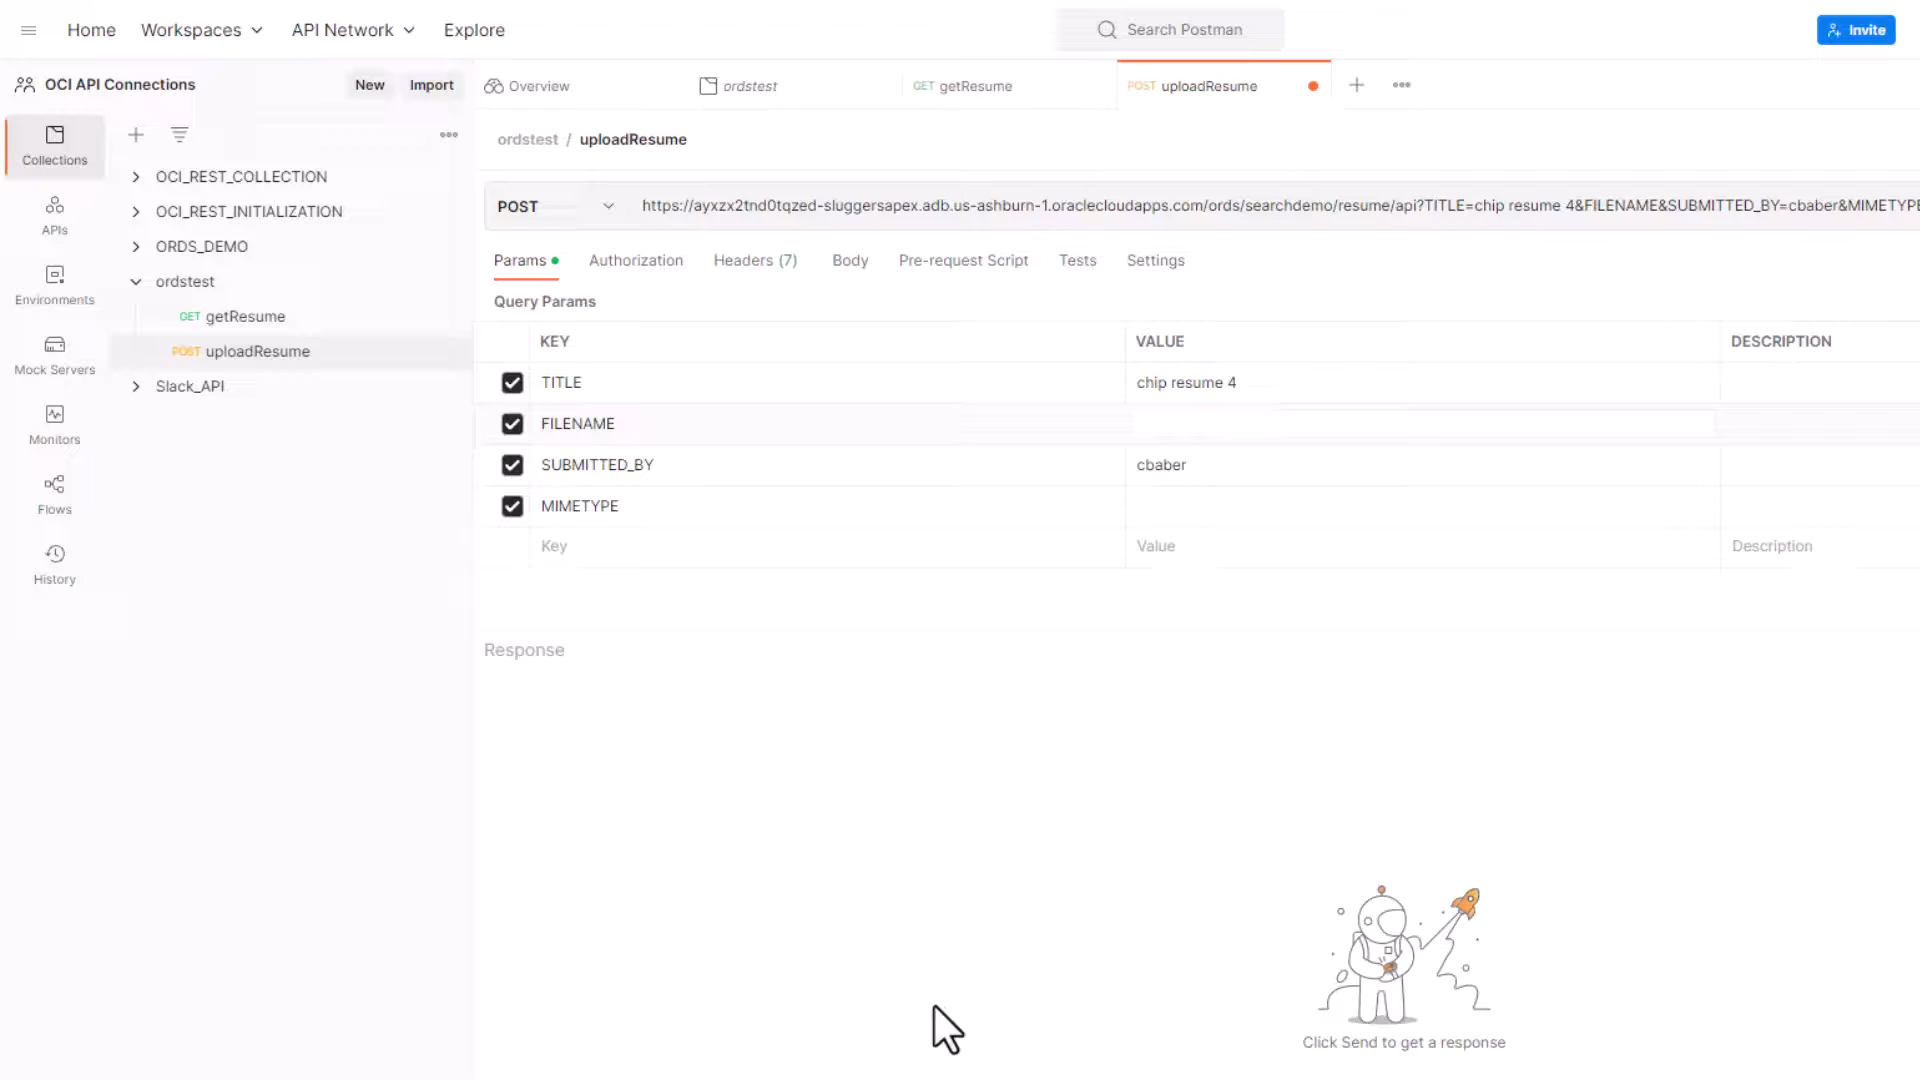 Home Workspaces API Network Explore Search Postman Invite
OCI API Connections New Import Overview ordstest GET getResume POST uploadResume
ordstest / uploadResume
Collections
OCI_REST_COLLECTION
POST https://ayxzx2tnd0tqzed-sluggersapex.adb.us-ashburn-1.oraclecloudapps.com/ords/searchdemo/resume/api?TITLE=chip resume 4&FILENAME&SUBMITTED_BY=cbaber&MIMETYPE
OCI_REST_INITIALIZATION
APIs
ORDS_DEMO
Params Authorization Headers (7) Body Pre-request Script Tests Settings
ordstest
Environments
Query Params
GET getResume
KEY VALUE DESCRIPTION
POST uploadResume
Mock Servers
Slack_API
TITLE chip resume 4
FILENAME
Monitors
SUBMITTED_BY cbaber
MIMETYPE
Flows
Key Value Description
History
Response
Click Send to get a response